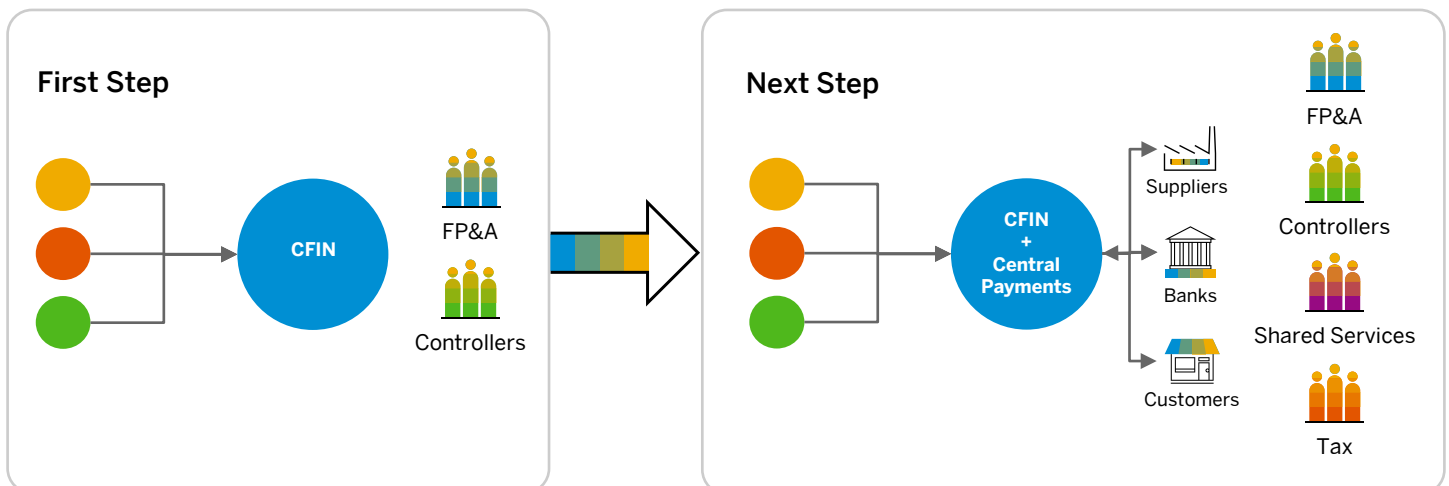 First Step
CFIN
FP&A
Controllers
Next Step
CFIN
+
Central
Payments
Suppliers
Banks
Customers
FP&A
Controllers
Shared Services
Tax